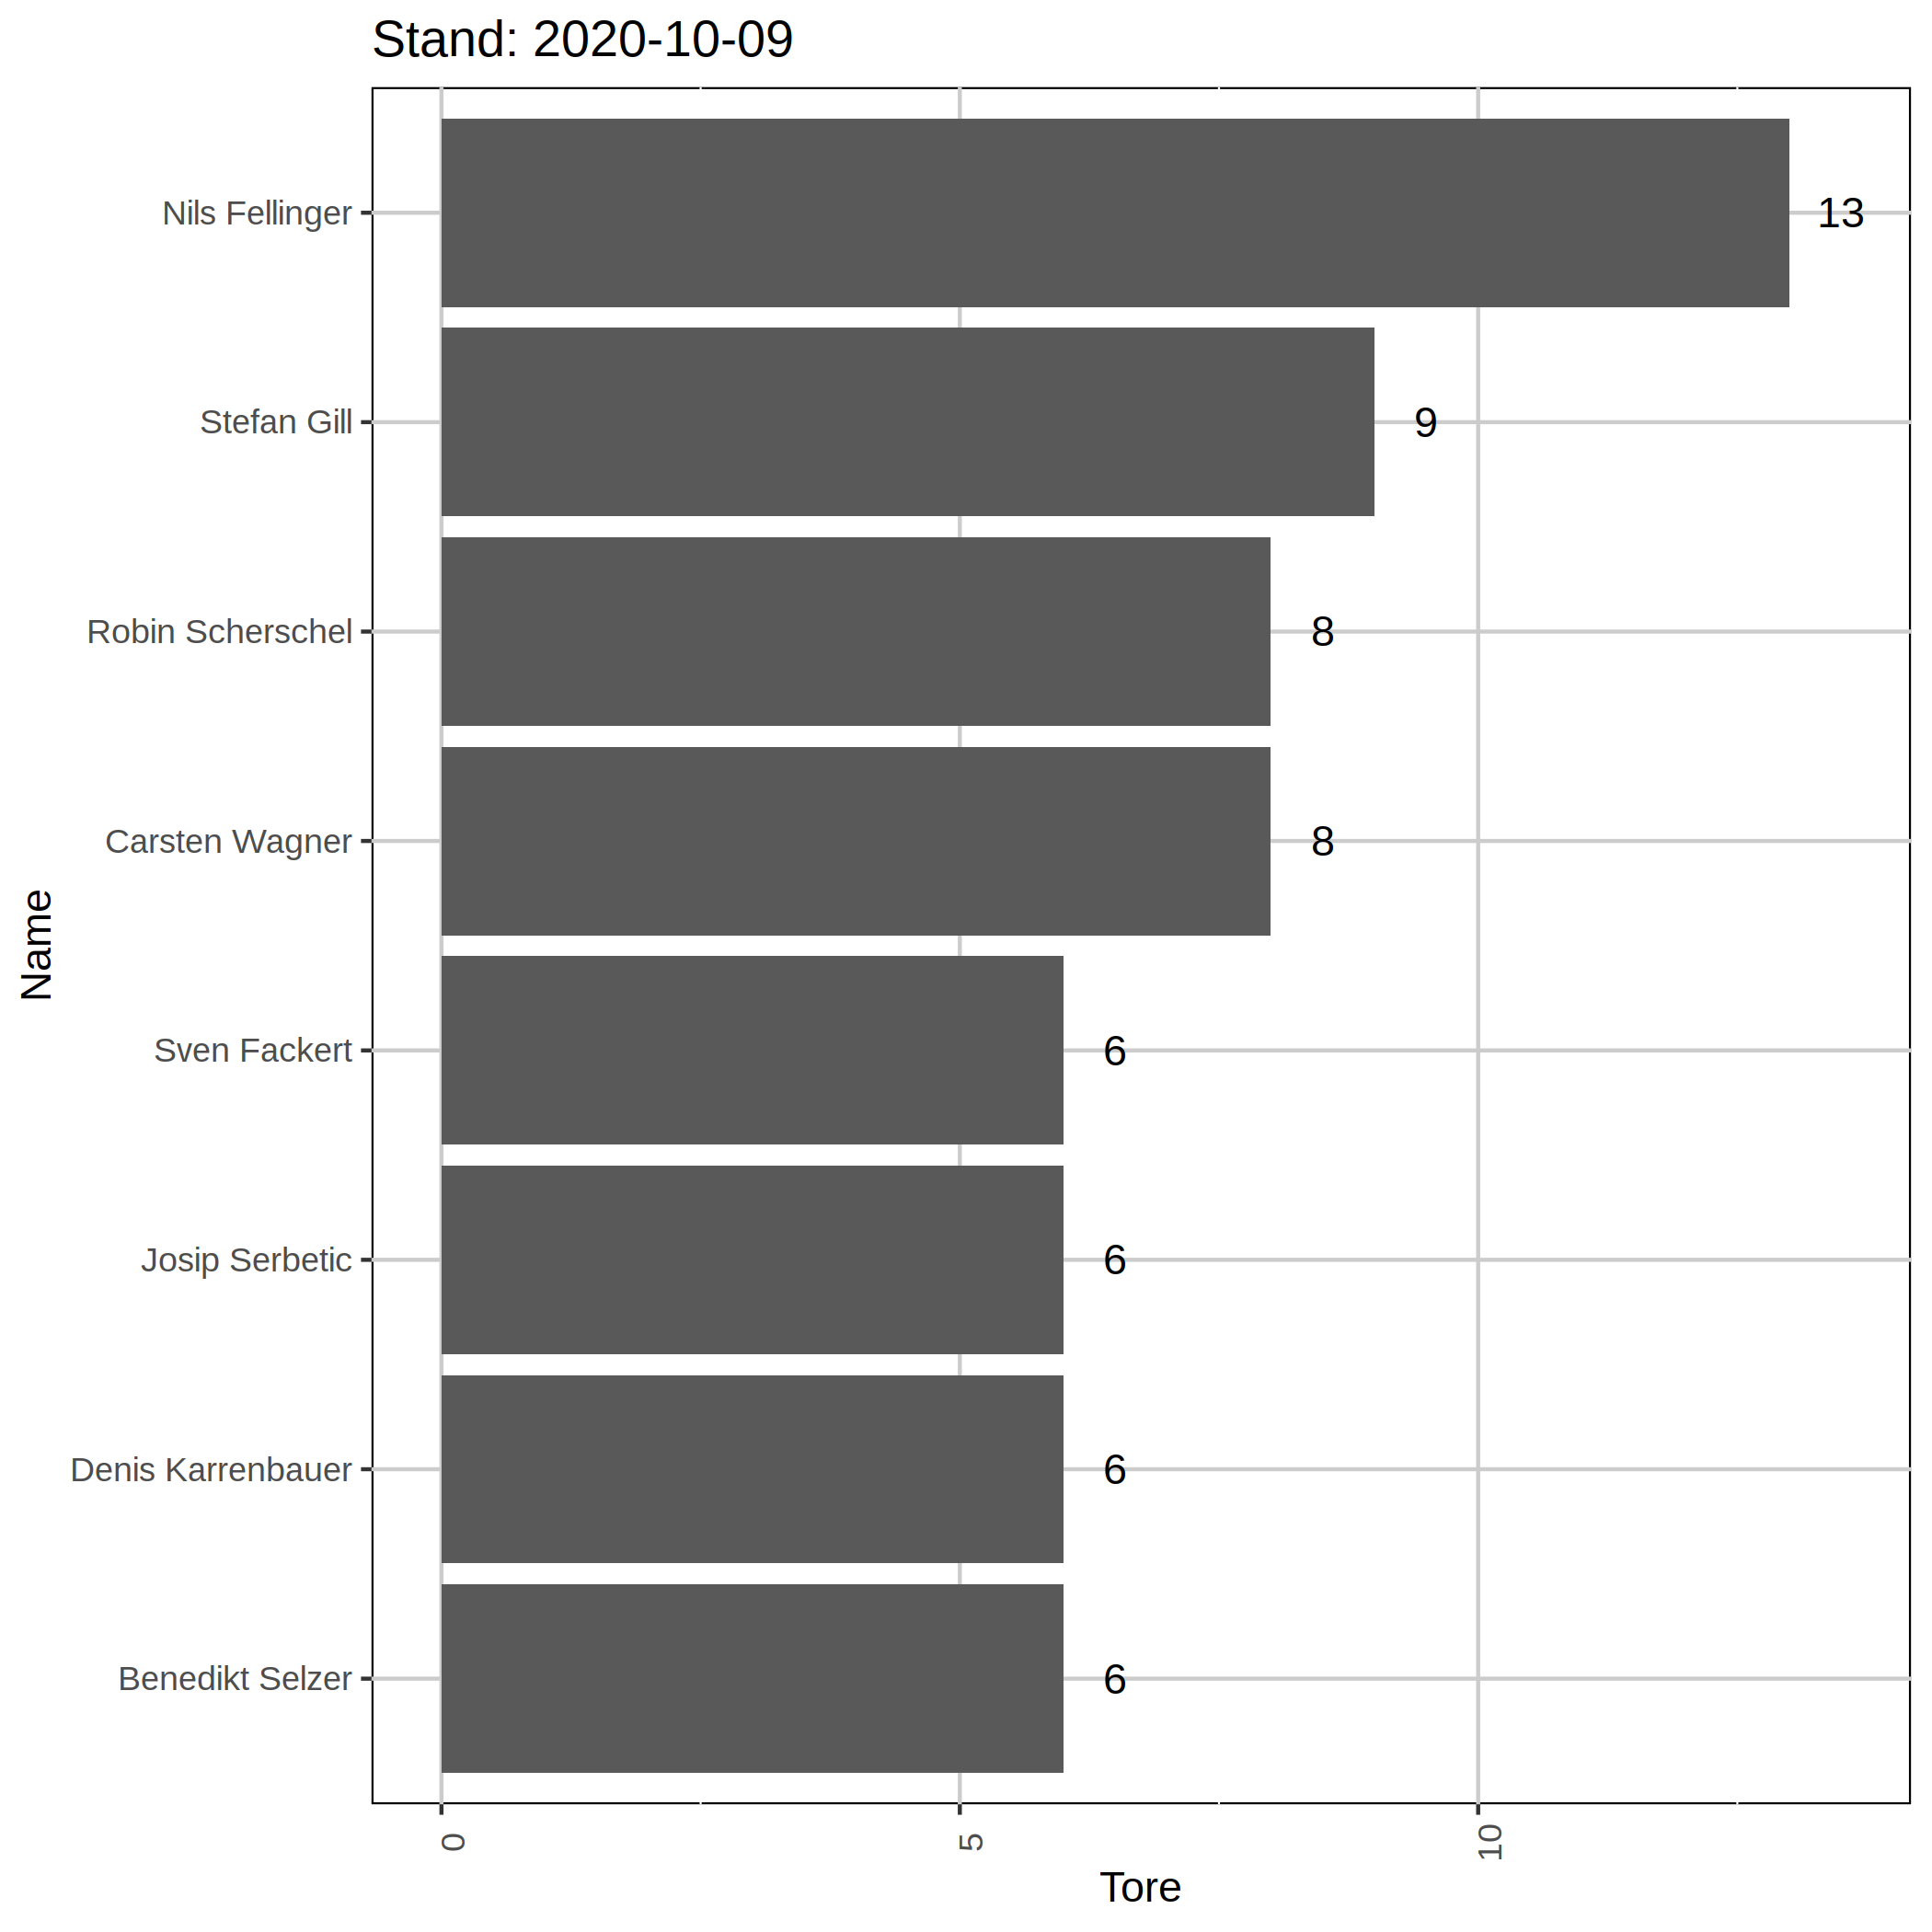 Stand: 2020-10-09
Name
Nils Fellinger 13
Stefan Gill 9
Robin Scherschel 8
Carsten Wagner 8
Sven Fackert 6
Josip Serbetic 6
Denis Karrenbauer 6
Benedikt Selzer 6
0 5 10
Tore